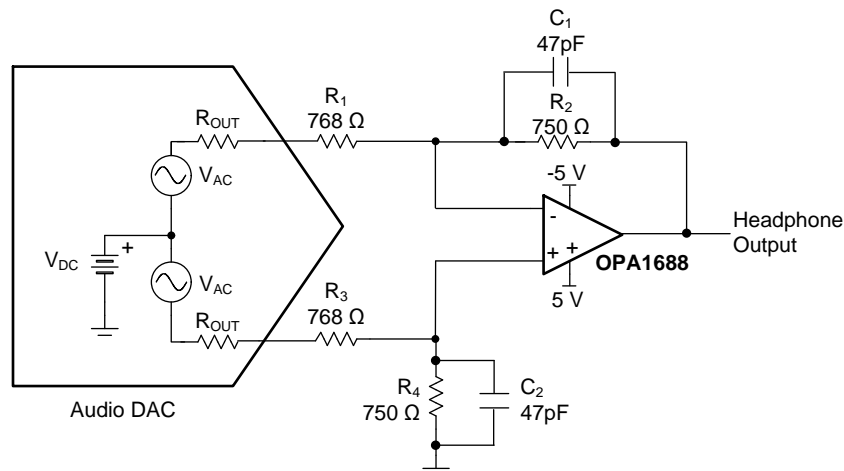 C1
47pF
R1
768 Ω
R2
750 Ω
ROUT
VAC
-5 V
-
+
+
OPA1688
Headphone
Output
VDC
+
VAC
5 V
ROUT
R3
768 Ω
R4
750 Ω
C2
47pF
Audio DAC